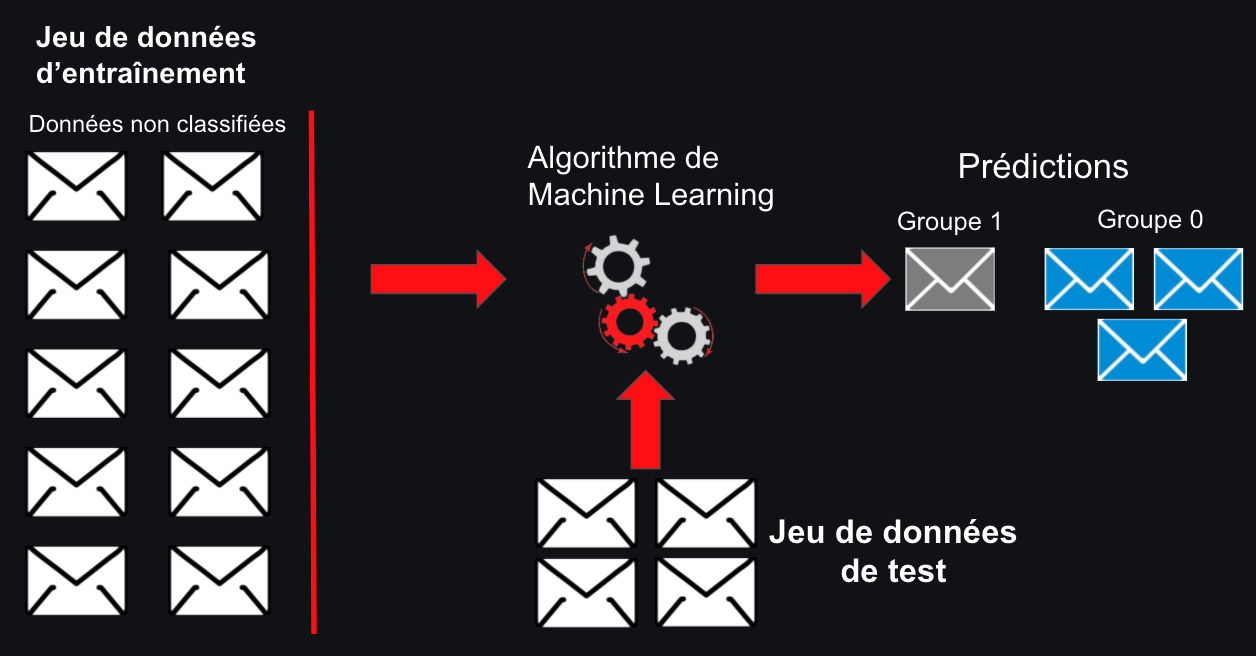 Jeu de données
d’entraînement
Données non classifiées
Algorithme de
Machine Learning
Prédictions
Groupe 1
Groupe 0
Jeu de données
de test